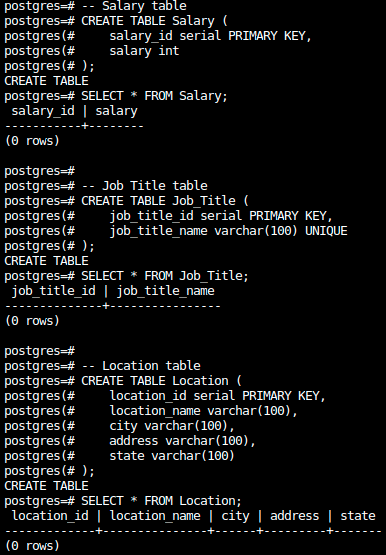 postgres=# -- Salary table
postgres=# CREATE TABLE Salary (
postgres(#     salary_id serial PRIMARY KEY,
postgres(#     salary int
postgres(# );
CREATE TABLE
postgres=# SELECT * FROM Salary;
 salary_id | salary
-----------+--------
(0 rows)

postgres=#
postgres=# -- Job Title table
postgres=# CREATE TABLE Job_Title (
postgres(#     job_title_id serial PRIMARY KEY,
postgres(#     job_title_name varchar(100) UNIQUE
postgres(# );
CREATE TABLE
postgres=# SELECT * FROM Job_Title;
 job_title_id | job_title_name
--------------+----------------
(0 rows)

postgres=#
postgres=# -- Location table
postgres=# CREATE TABLE Location (
postgres(#     location_id serial PRIMARY KEY,
postgres(#     location_name varchar(100),
postgres(#     city varchar(100),
postgres(#     address varchar(100),
postgres(#     state varchar(100)
postgres(# );
CREATE TABLE
postgres=# SELECT * FROM Location;
 location_id | location_name | city | address | state
-------------+---------------+------+---------+-------
(0 rows)